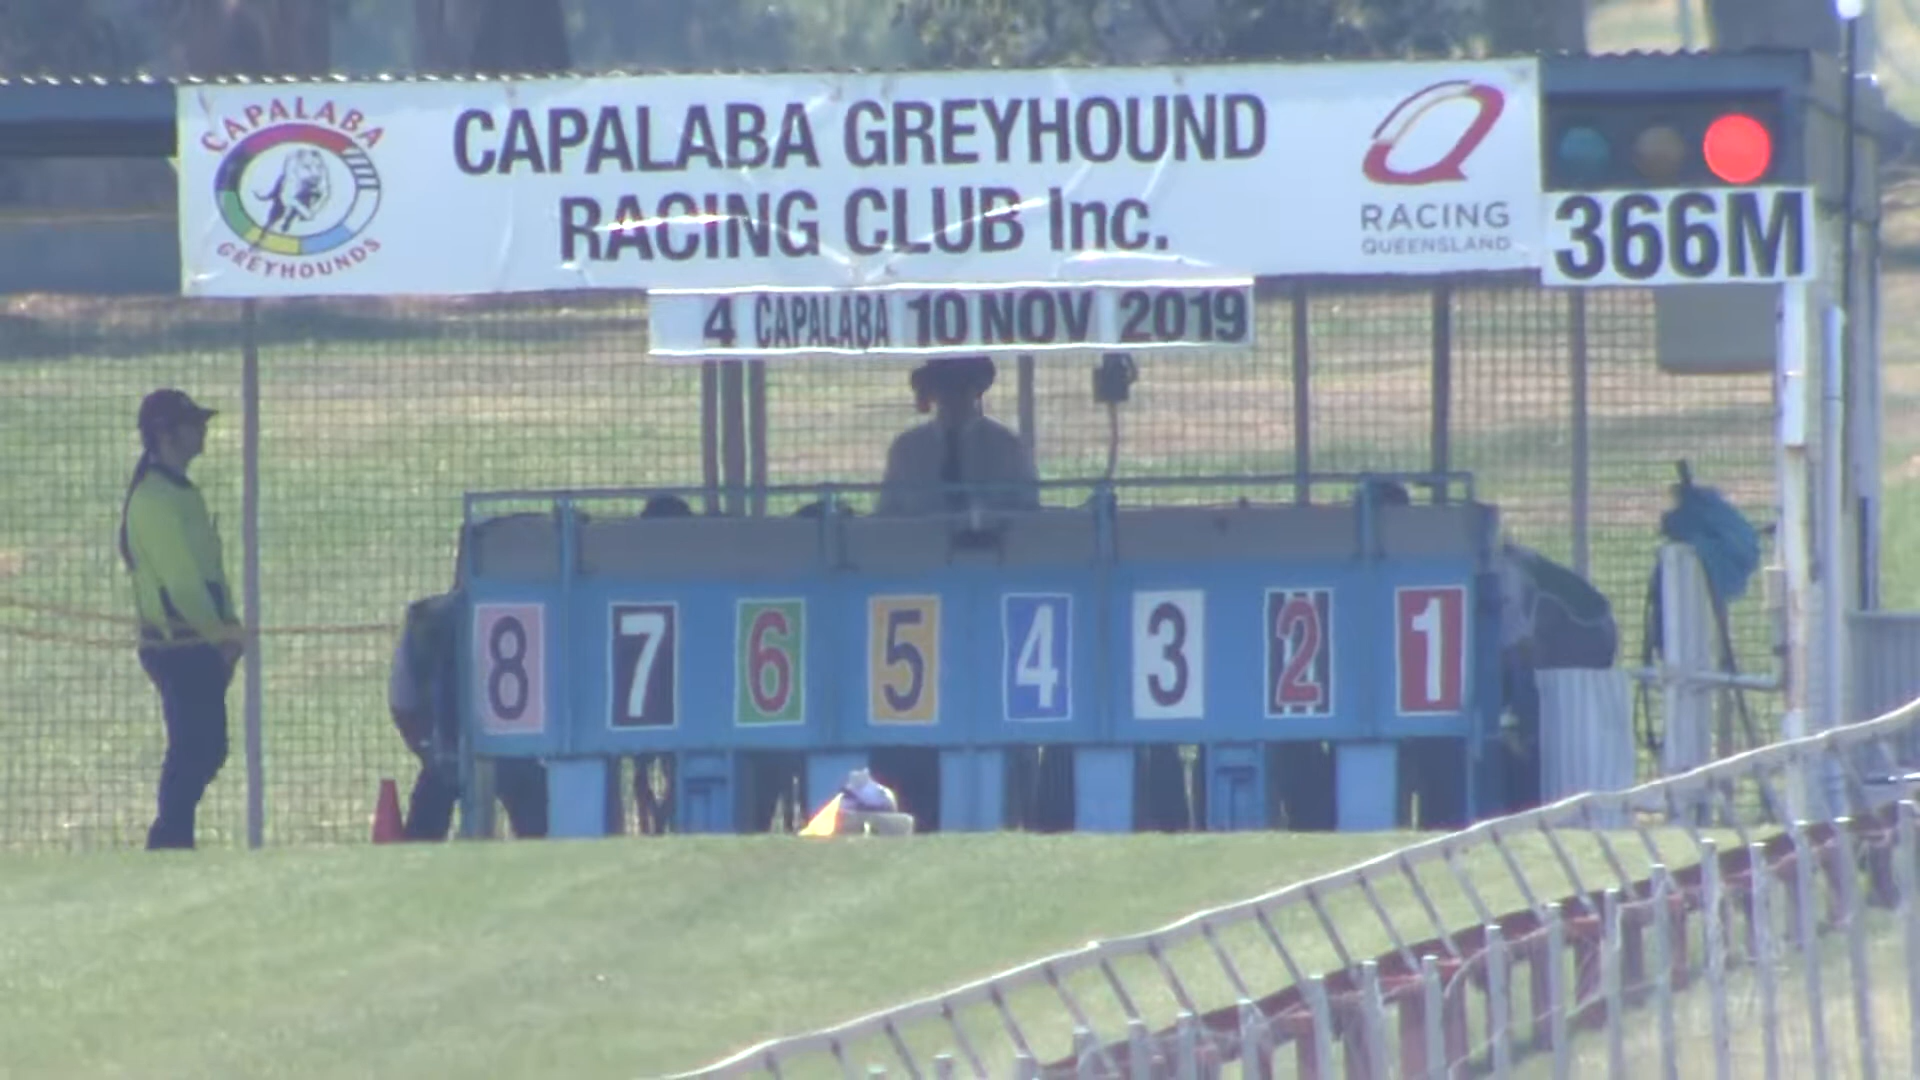 CAPALABA
GREYHOUNDS
CAPALABA GREYHOUND
RACING CLUB Inc.
RACING
QUEENSLAND
366M
4 CAPALABA 10 NOV 2019
8 7 6 5 4 3 2 1